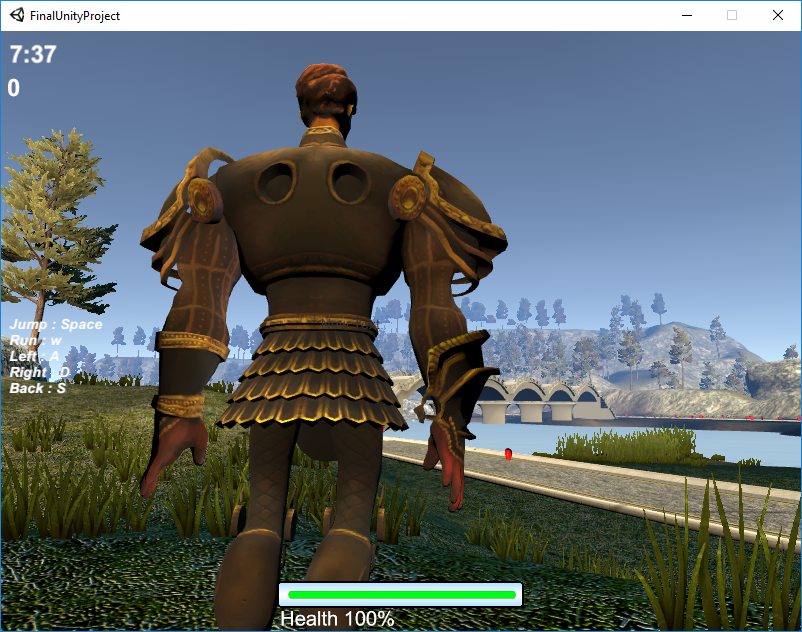 FinalUnityProject
7:37
0
Jump : Space
Run : w
Left : A
Right : D
Back : S
Health 100%